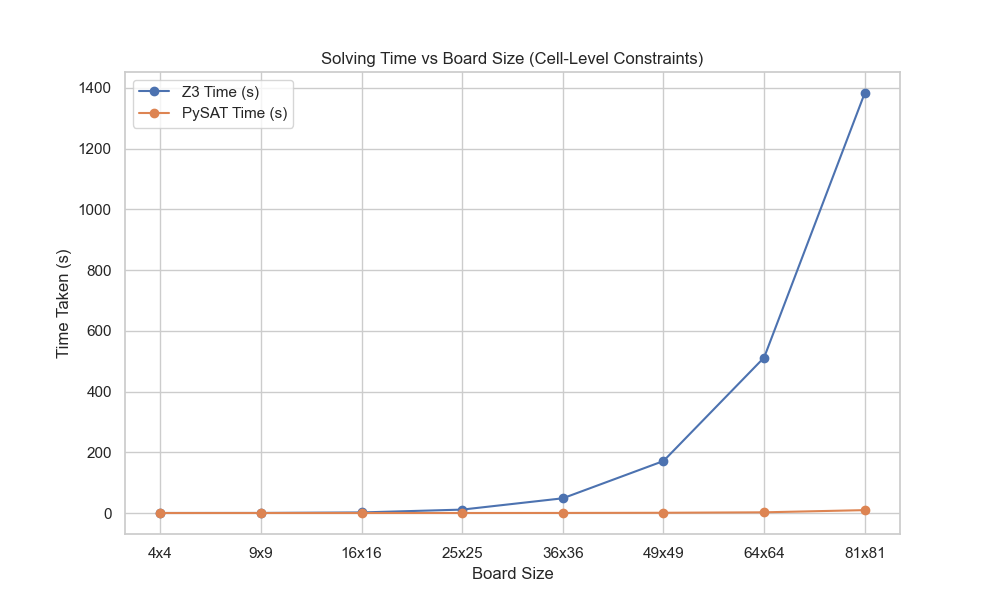 Solving Time vs Board Size (Cell-Level Constraints)
Z3 Time (s)
PySAT Time (s)
Time Taken (s)
1400
1200
1000
800
600
400
200
0
4x4 9x9 16x16 25x25 36x36 49x49 64x64 81x81
Board Size